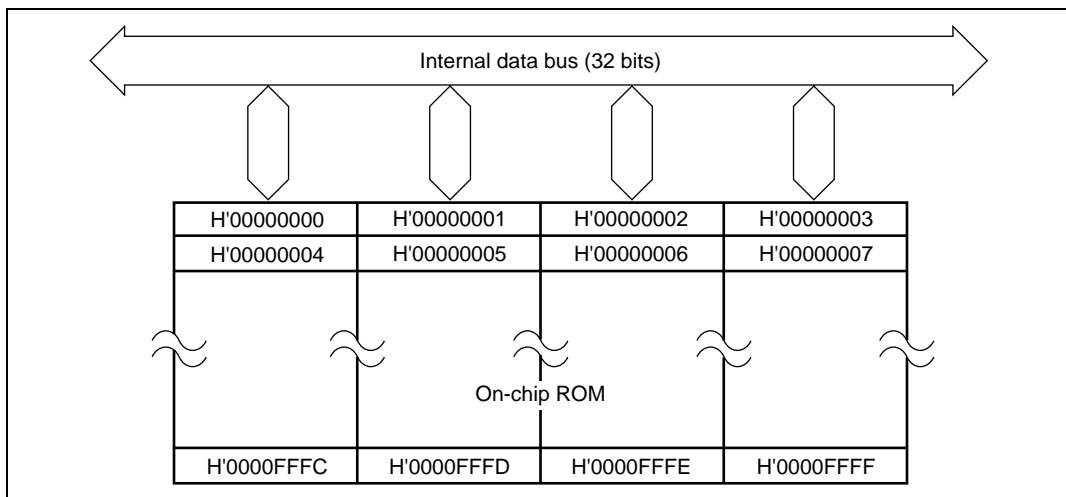 Internal data bus (32 bits)
H'00000000 H'00000001 H'00000002 H'00000003
H'00000004 H'00000005 H'00000006 H'00000007
On-chip ROM
H'0000FFFC H'0000FFFD H'0000FFFE H'0000FFFF